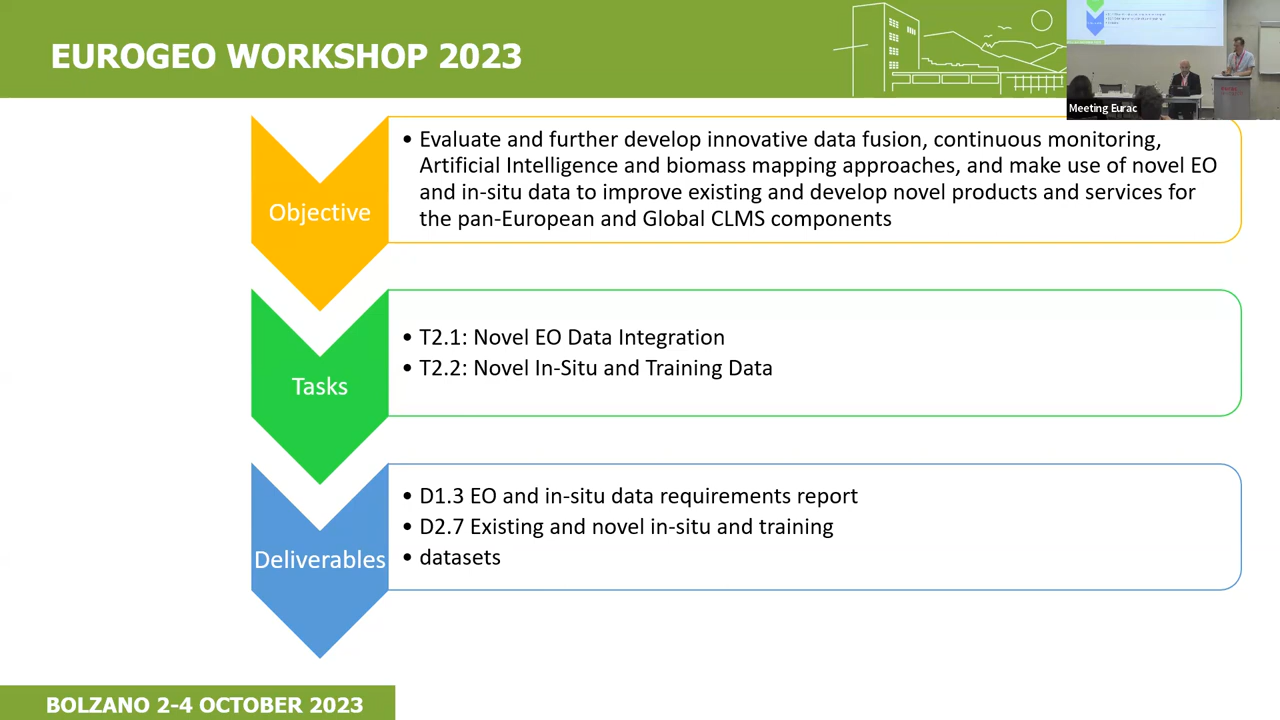 EUROGEO WORKSHOP 2023
Meeting Eurac
Objective
• Evaluate and further develop innovative data fusion, continuous monitoring,
Artificial Intelligence and biomass mapping approaches, and make use of novel EO
and in-situ data to improve existing and develop novel products and services for
the pan-European and Global CLMS components
Tasks
• T2.1: Novel EO Data Integration
• T2.2: Novel In-Situ and Training Data
Deliverables
• D1.3 EO and in-situ data requirements report
• D2.7 Existing and novel in-situ and training
• datasets
BOLZANO 2-4 OCTOBER 2023